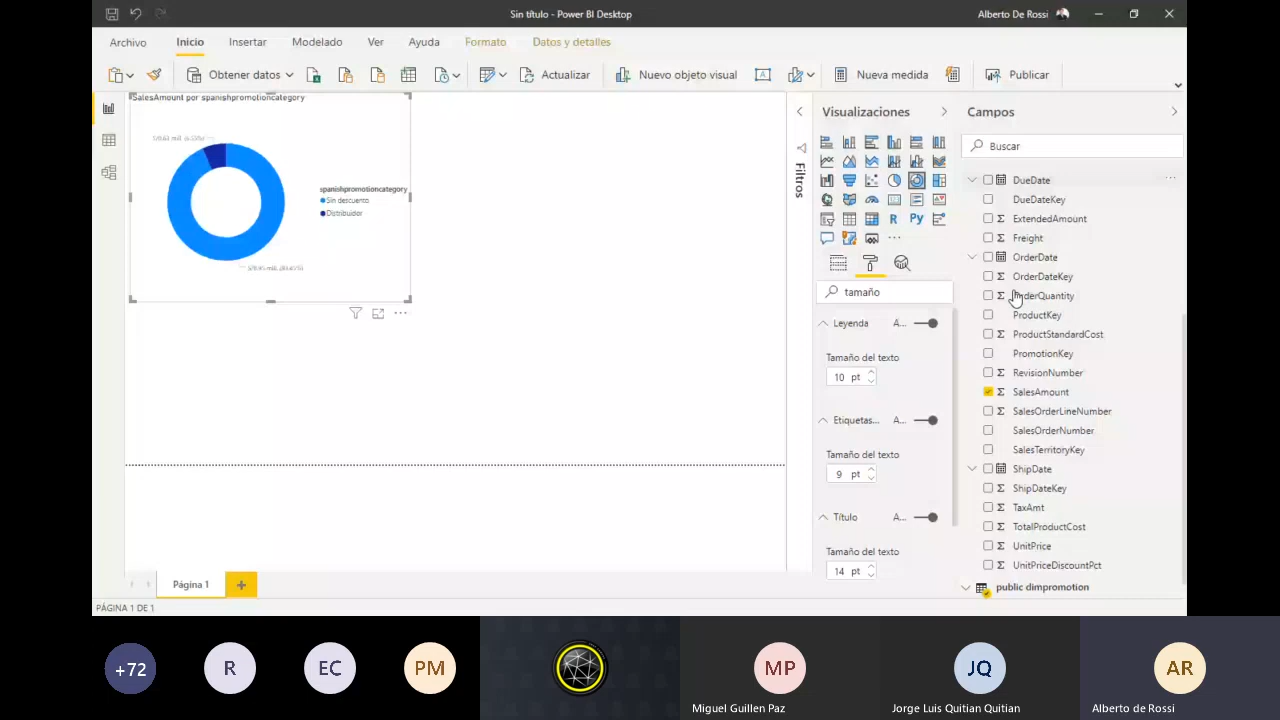 Sin título - Power BI Desktop
Alberto De Rossi
Archivo
Inicio
Insertar
Modelado
Ver
Ayuda
Formato
Datos y detalles
Obtener datos
Actualizar
Nuevo objeto visual
Nueva medida
Publicar
SalesAmount por spanishpromotioncategory
spanishpromotioncategory
Sin descuento
Distribuidor
Filtros
Visualizaciones
R
Py
tamaño
Leyenda
A...
Tamaño del texto
10 pt
Etiquetas...
A...
Tamaño del texto
9 pt
Título
A...
Tamaño del texto
14 pt
Campos
Buscar
DueDate
DueDateKey
ExtendedAmount
Freight
OrderDate
OrderDateKey
OrderQuantity
ProductKey
ProductStandardCost
PromotionKey
RevisionNumber
SalesAmount
SalesOrderLineNumber
SalesOrderNumber
SalesTerritoryKey
ShipDate
ShipDateKey
TaxAmt
TotalProductCost
UnitPrice
UnitPriceDiscountPct
public dimpromotion
Página 1
PÁGINA 1 DE 1
+72
R
EC
PM
MP
Miguel Guillen Paz
JQ
Jorge Luis Quitian Quitian
AR
Alberto de Rossi